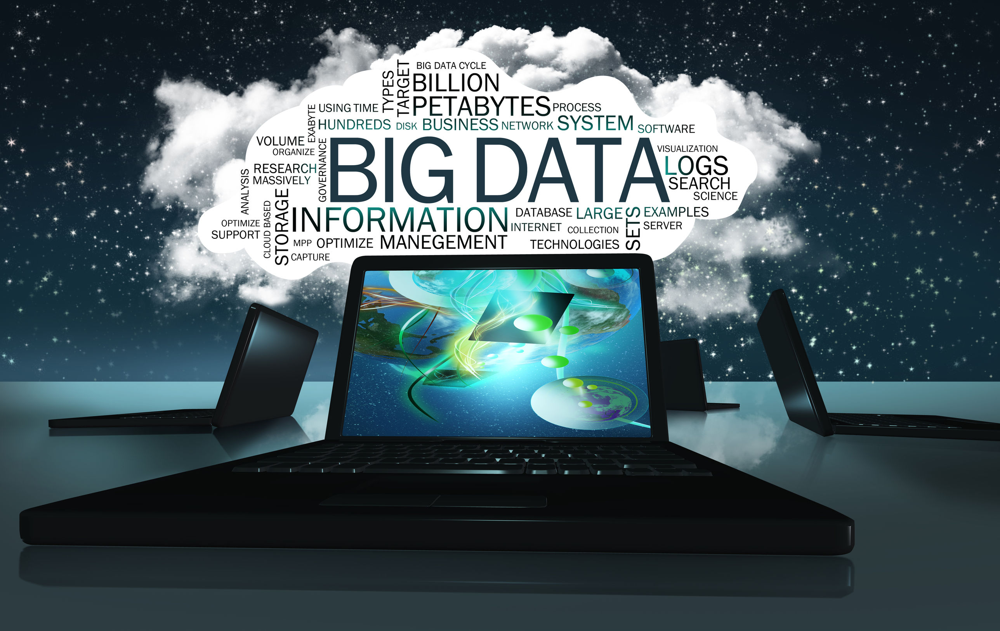 BIG DATA CYCLE
TYPES
TARGET
BILLION
PETABYTES
PROCESS
EXABYTE
USING TIME
HUNDREDS
DISK
BUSINESS
NETWORK
SYSTEM
SOFTWARE
VOLUME
ORGANIZE
GOVERNANCE
BIG DATA
VISUALIZATION
LOGS
SEARCH
SCIENCE
ANALYSIS
RESEARCH
MASSIVELY
STORAGE
CLOUD BASED
OPTIMIZE
SUPPORT
INFORMATION
DATABASE
LARGE
SETS
EXAMPLES
SERVER
INTERNET
COLLECTION
MPP
OPTIMIZE
MANEGEMENT
TECHNOLOGIES
CAPTURE